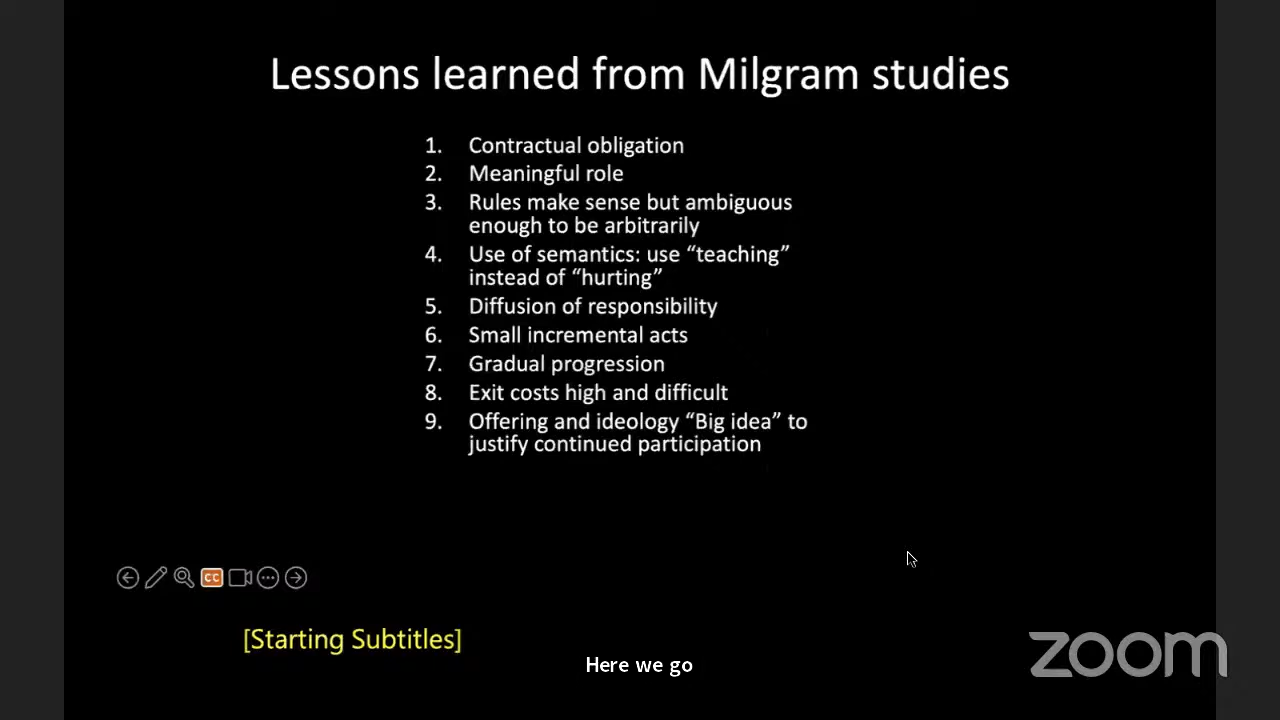 Lessons learned from Milgram studies
1. Contractual obligation
2. Meaningful role
3. Rules make sense but ambiguous
enough to be arbitrarily
4. Use of semantics: use “teaching”
instead of “hurting”
5. Diffusion of responsibility
6. Small incremental acts
7. Gradual progression
8. Exit costs high and difficult
9. Offering and ideology “Big idea” to
justify continued participation
CC
[Starting Subtitles]
Here we go
zoom